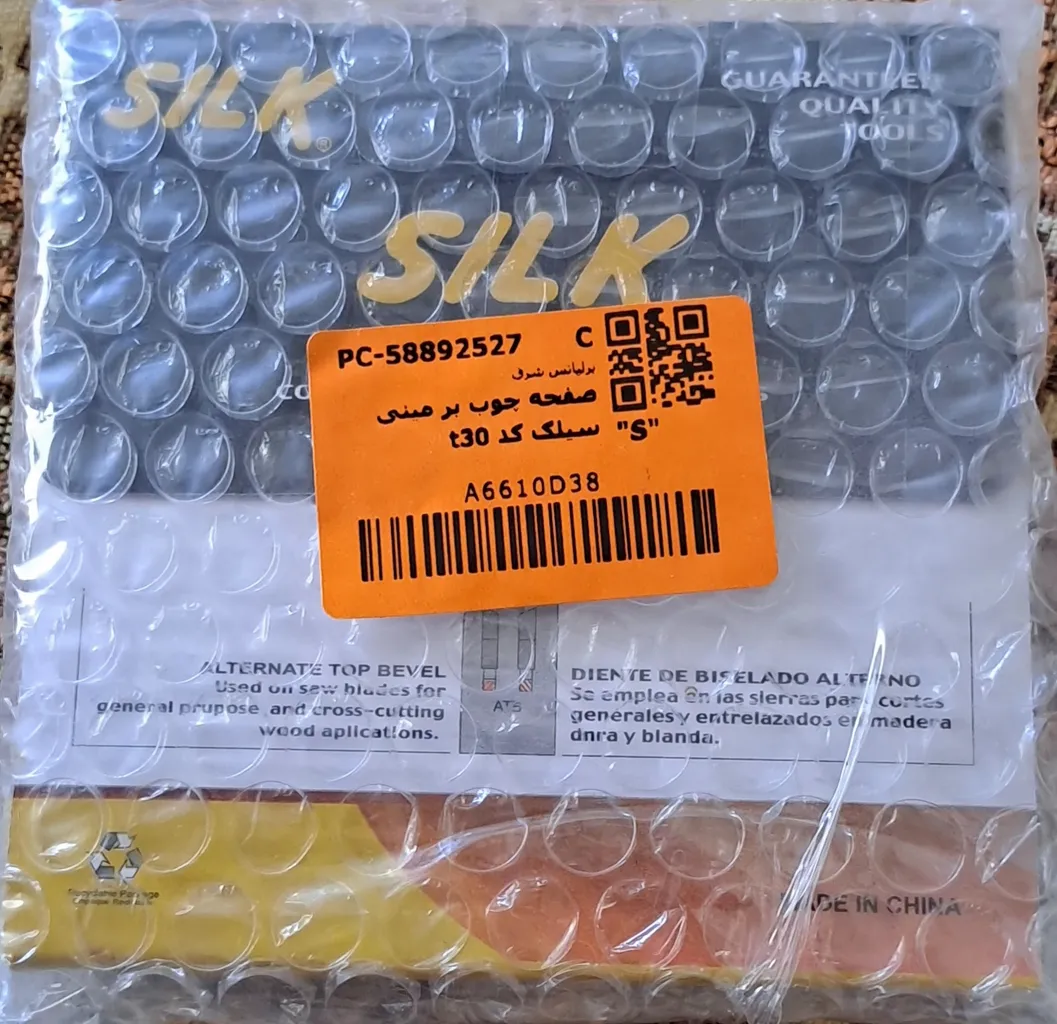 SILK®
GUARANTEED
QUALITY
TOOLS
SILK
PC-58892527 C
برلیانس شرق
صفحه چوب بر مینی
سیلک کد t30 "S"
A6610D38
ALTERNATE TOP BEVEL
Used on saw blades for
general prupose and cross-cutting
wood aplications.
ATB
DIENTE DE BISELADO ALTERNO
Se emplea en las sierras para cortes
generales y entrelazados en madera
dnra y blanda.
Recyclable Package
MADE IN CHINA